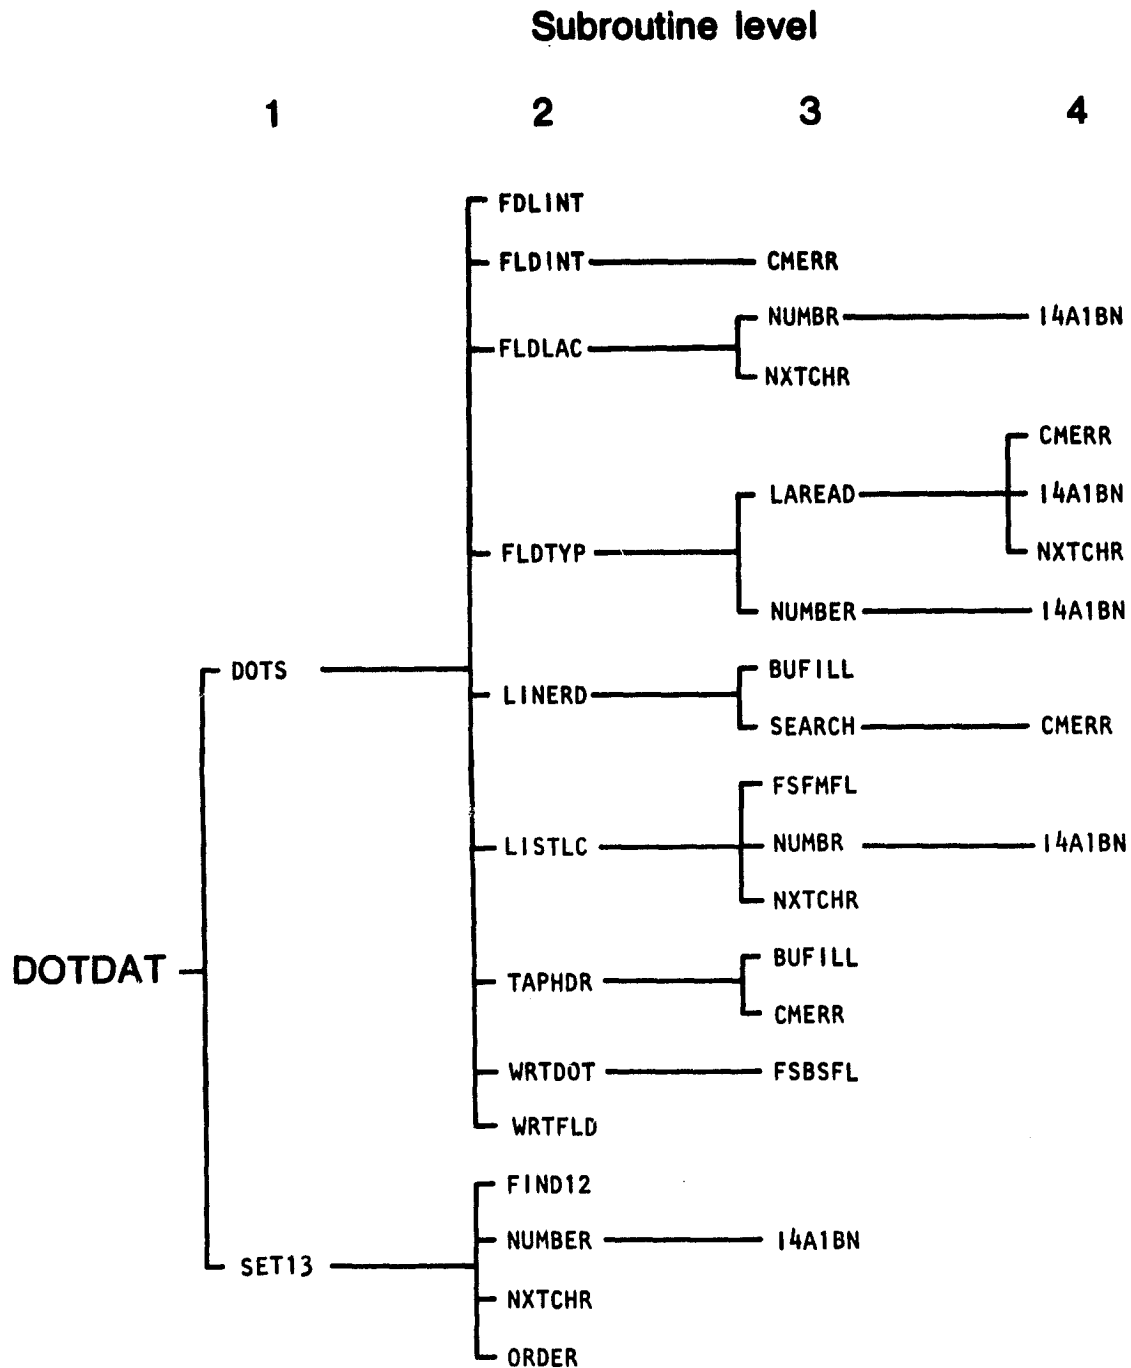 Subroutine level
1 2 3 4
FDLINT
FLDINT CMERR
NUMBR I4A1BN
FLDLAC
NXTCHR
CMERR
LAREAD I4A1BN
FLDTYP NXTCHR
NUMBER I4A1BN
DOTS BUFILL
LINERD
SEARCH CMERR
FSFMFL
LISTLC NUMBR I4A1BN
NXTCHR
DOTDAT
BUFILL
TAPHDR
CMERR
WRTDOT FSBSFL
WRTFLD
FIND12
NUMBER I4A1BN
SET13
NXTCHR
ORDER